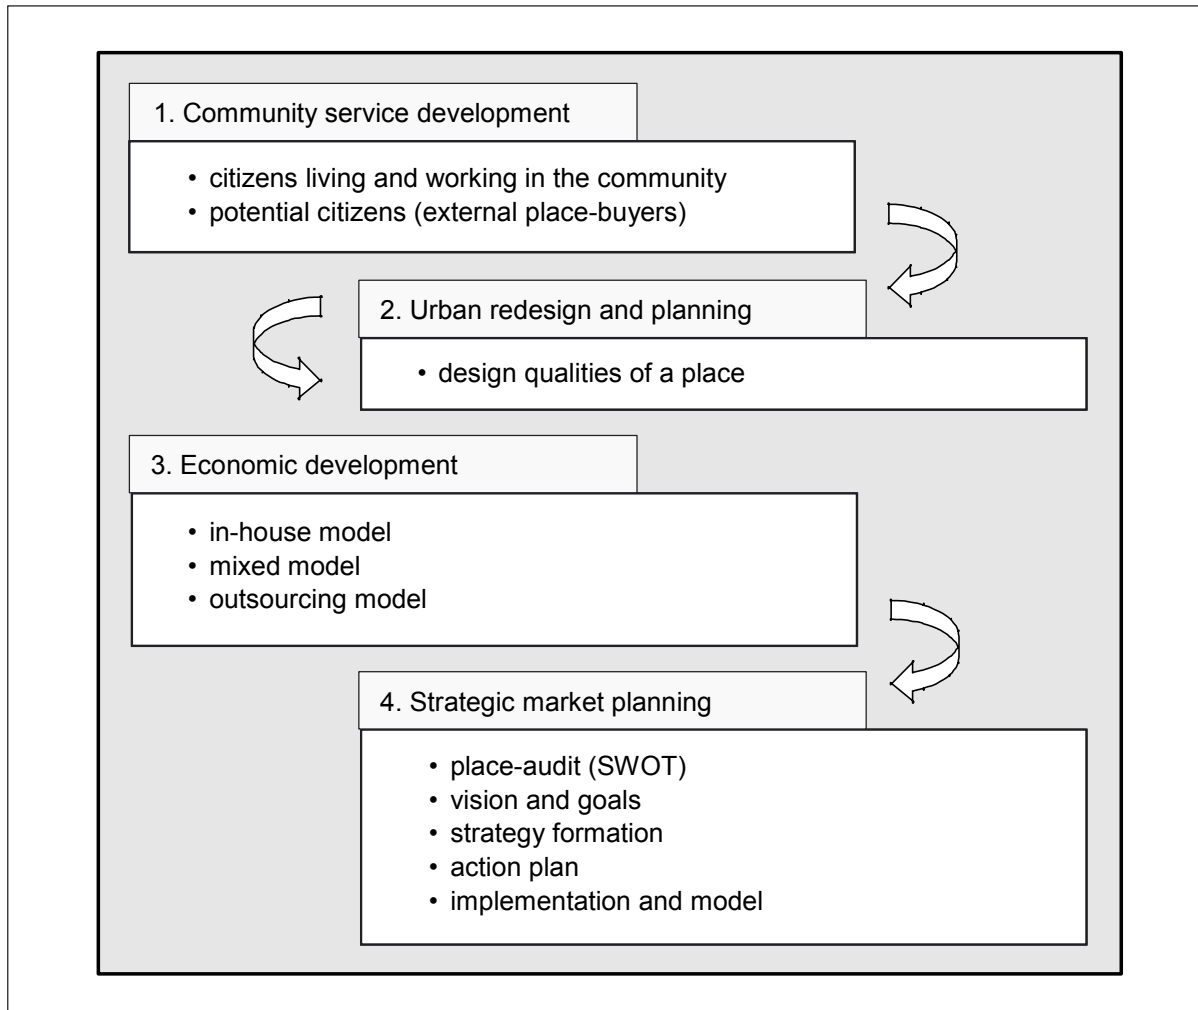 1. Community service development
• citizens living and working in the community
• potential citizens (external place-buyers)
2. Urban redesign and planning
• design qualities of a place
3. Economic development
• in-house model
• mixed model
• outsourcing model
4. Strategic market planning
• place-audit (SWOT)
• vision and goals
• strategy formation
• action plan
• implementation and model